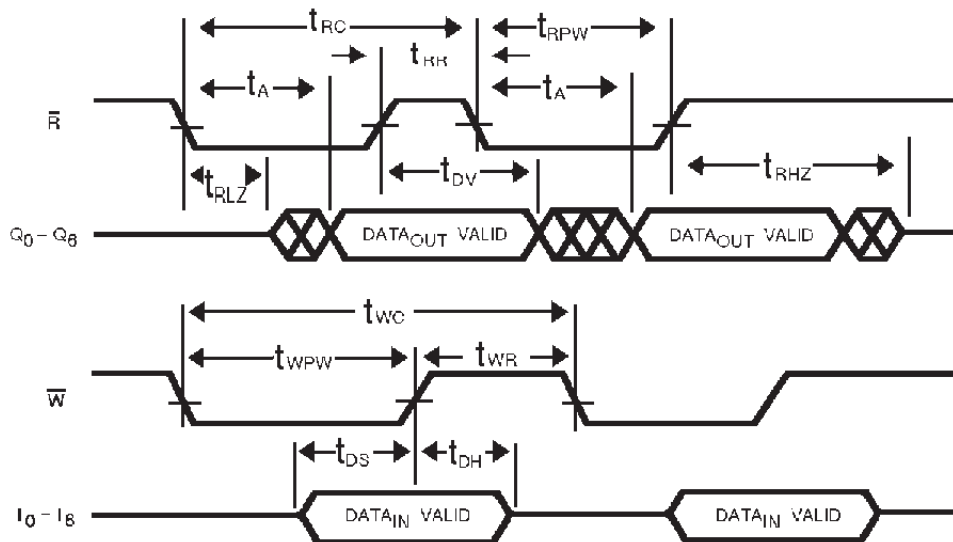 tRC
tRPW
tRR
tA
tA
R̅
tRLZ
tDV
tRHZ
Q0 – Q8
DATAOUT VALID
DATAOUT VALID
tWC
tWPW
tWR
W̅
tDS
tDH
I0 – I8
DATAIN VALID
DATAIN VALID